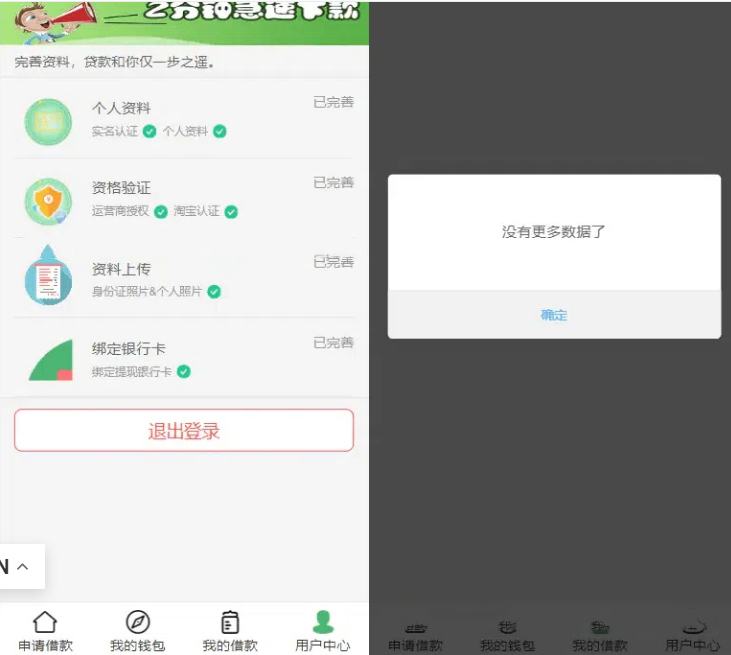 2分钟急速下款
完善资料，贷款和你仅一步之遥。
个人资料
已完善
实名认证 个人资料
资格验证
已完善
运营商授权 淘宝认证
资料上传
已完善
身份证照片&个人照片
绑定银行卡
已完善
绑定提现银行卡
退出登录
N
申请借款 我的钱包 我的借款 用户中心
没有更多数据了
确定
申请借款 我的钱包 我的借款 用户中心